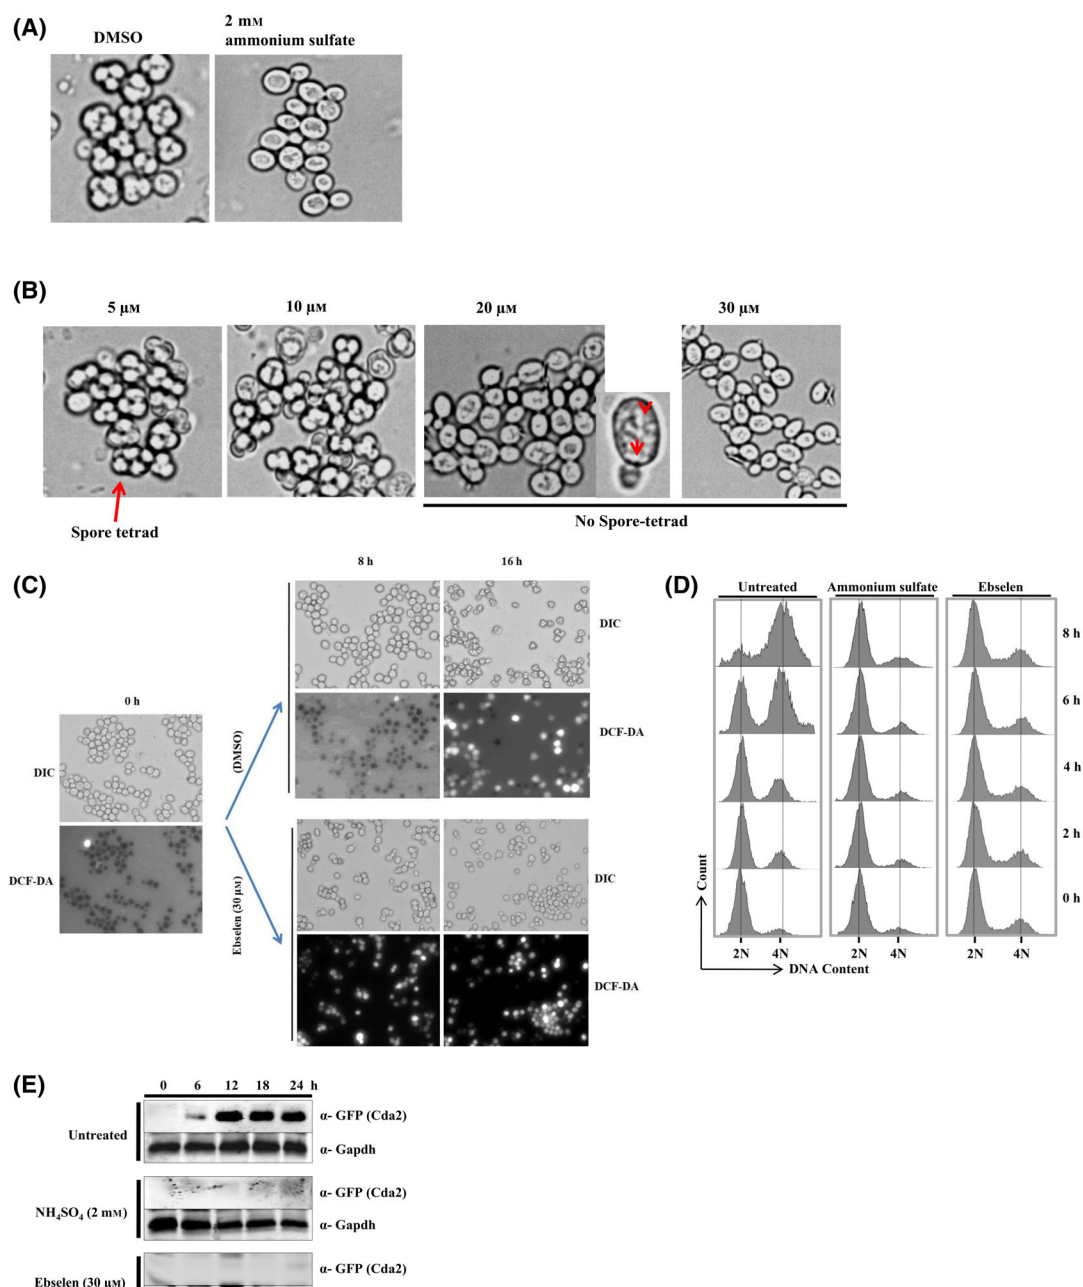 (A)
DMSO
2 mM
ammonium sulfate
(B)
5 µM
10 µM
20 µM
30 µM
Spore tetrad
No Spore-tetrad
(C)
8 h
16 h
0 h
DIC
DCF-DA
(DMSO)
Ebselen (30 µM)
DIC
DCF-DA
DIC
DCF-DA
(D)
Untreated
Ammonium sulfate
Ebselen
8 h
6 h
4 h
2 h
0 h
Count
2N
4N
2N
4N
2N
4N
DNA Content
(E)
0
6
12
18
24
h
Untreated
α- GFP (Cda2)
α- Gapdh
NH4SO4 (2 mM)
α- GFP (Cda2)
α- Gapdh
Ebselen (30 µM)
α- GFP (Cda2)